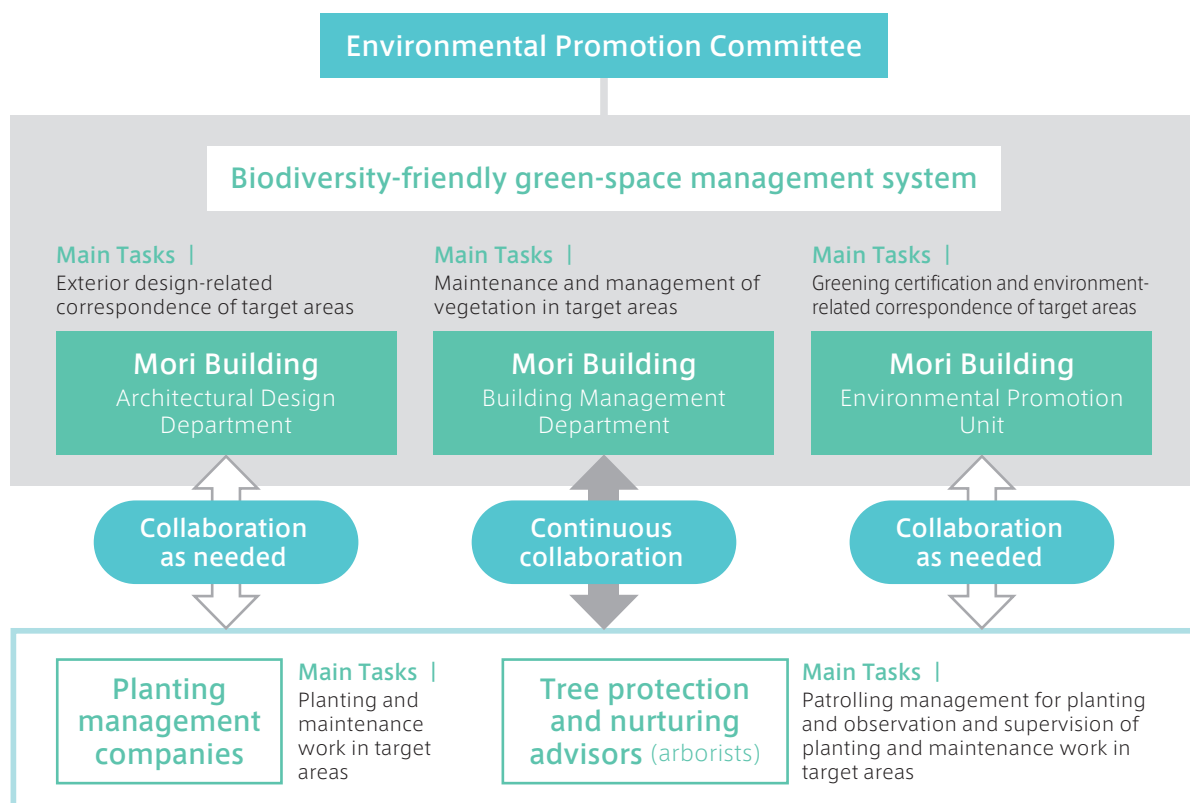 Environmental Promotion Committee
Biodiversity-friendly green-space management system
Main Tasks |
Exterior design-related
correspondence of target areas
Mori Building
Architectural Design
Department
Main Tasks |
Maintenance and management of
vegetation in target areas
Mori Building
Building Management
Department
Main Tasks |
Greening certification and environment-
related correspondence of target areas
Mori Building
Environmental Promotion
Unit
Collaboration
as needed
Continuous
collaboration
Collaboration
as needed
Planting
management
companies
Main Tasks |
Planting and
maintenance
work in target
areas
Tree protection
and nurturing
advisors (arborists)
Main Tasks |
Patrolling management for planting
and observation and supervision of
planting and maintenance work in
target areas